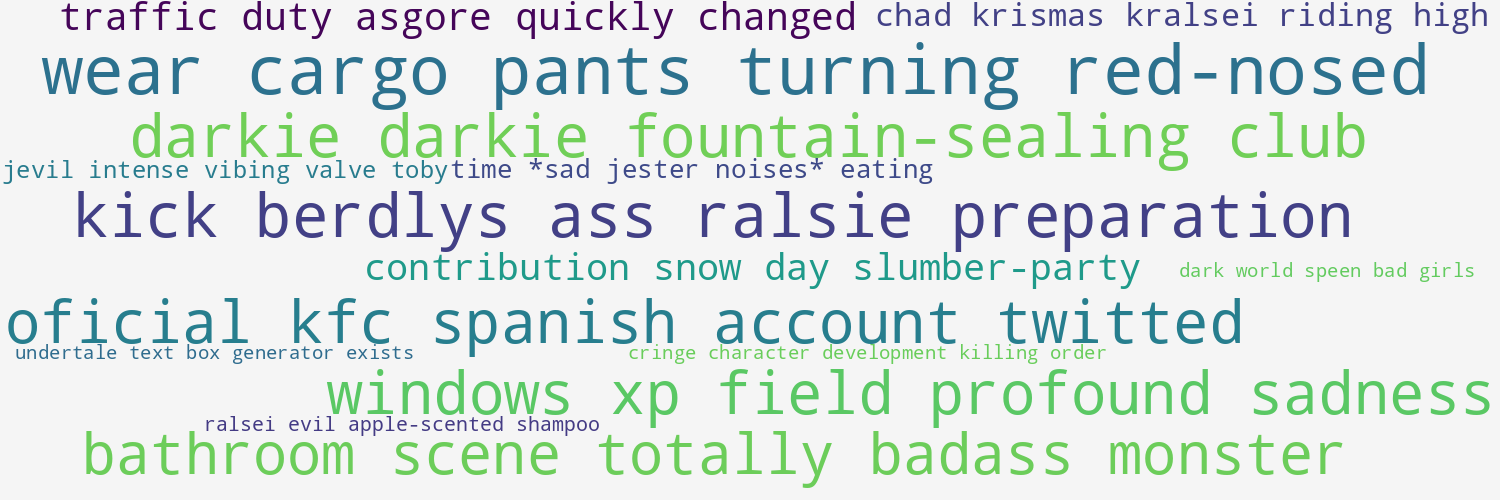 traffic duty asgore quickly changed
chad krismas kralsei riding high
wear cargo pants turning red-nosed
darkie darkie fountain-sealing club
jevil intense vibing valve toby
time *sad jester noises* eating
kick berdlys ass ralsie preparation
contribution snow day slumber-party
dark world speen bad girls
oficial kfc spanish account twitted
undertale text box generator exists
cringe character development killing order
windows xp field profound sadness
ralsei evil apple-scented shampoo
bathroom scene totally badass monster